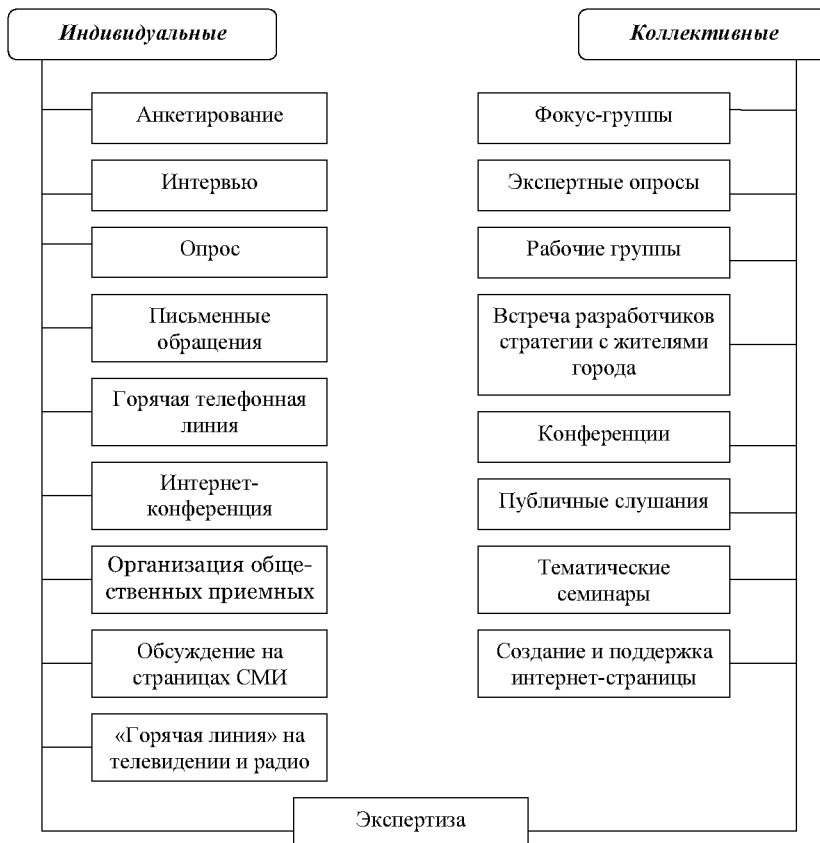 Индивидуальные
Анкетирование
Интервью
Опрос
Письменные
обращения
Горячая телефонная
линия
Интернет-
конференция
Организация обще-
ственных приемных
Обсуждение на
страницах СМИ
«Горячая линия» на
телевидении и радио
Коллективные
Фокус-группы
Экспертные опросы
Рабочие группы
Встреча разработчиков
стратегии с жителями
города
Конференции
Публичные слушания
Тематические
семинары
Создание и поддержка
интернет-страницы
Экспертиза